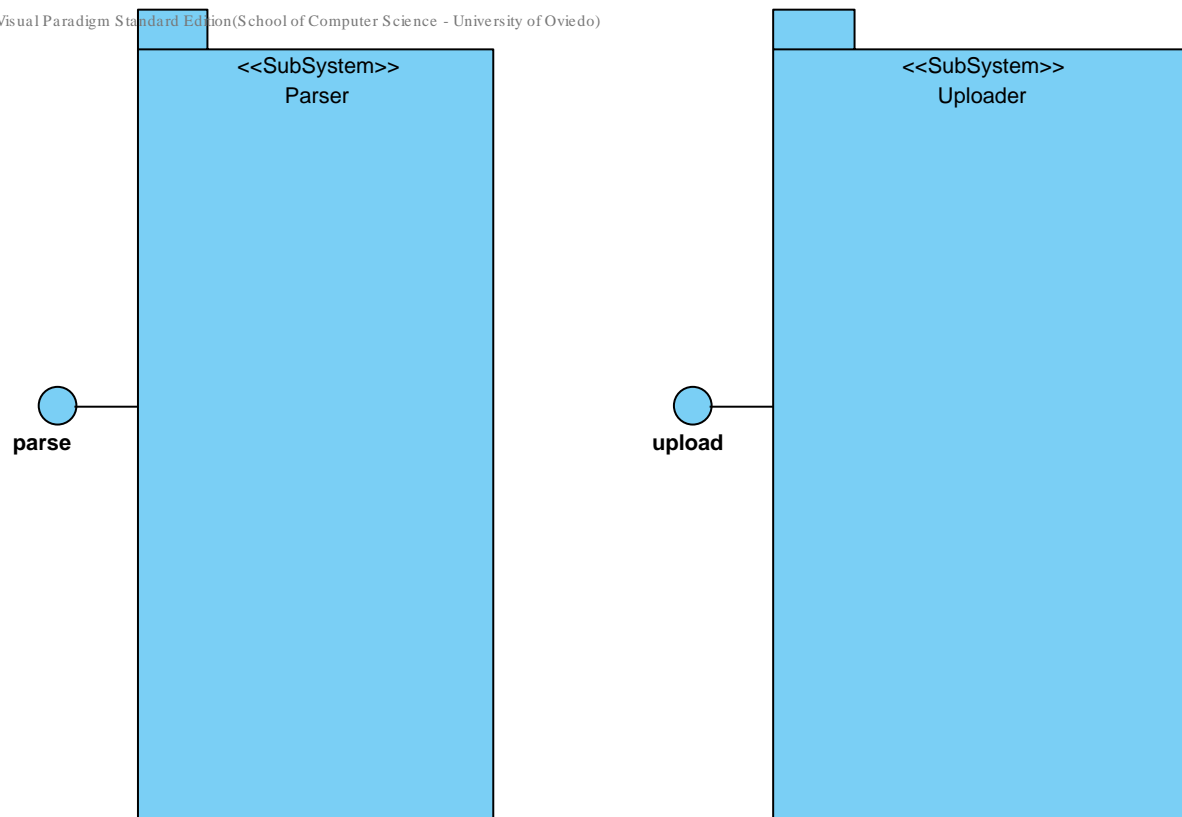 Visual Paradigm Standard Edition(School of Computer Science - University of Oviedo)
<<SubSystem>>
Parser
<<SubSystem>>
Uploader
parse
upload